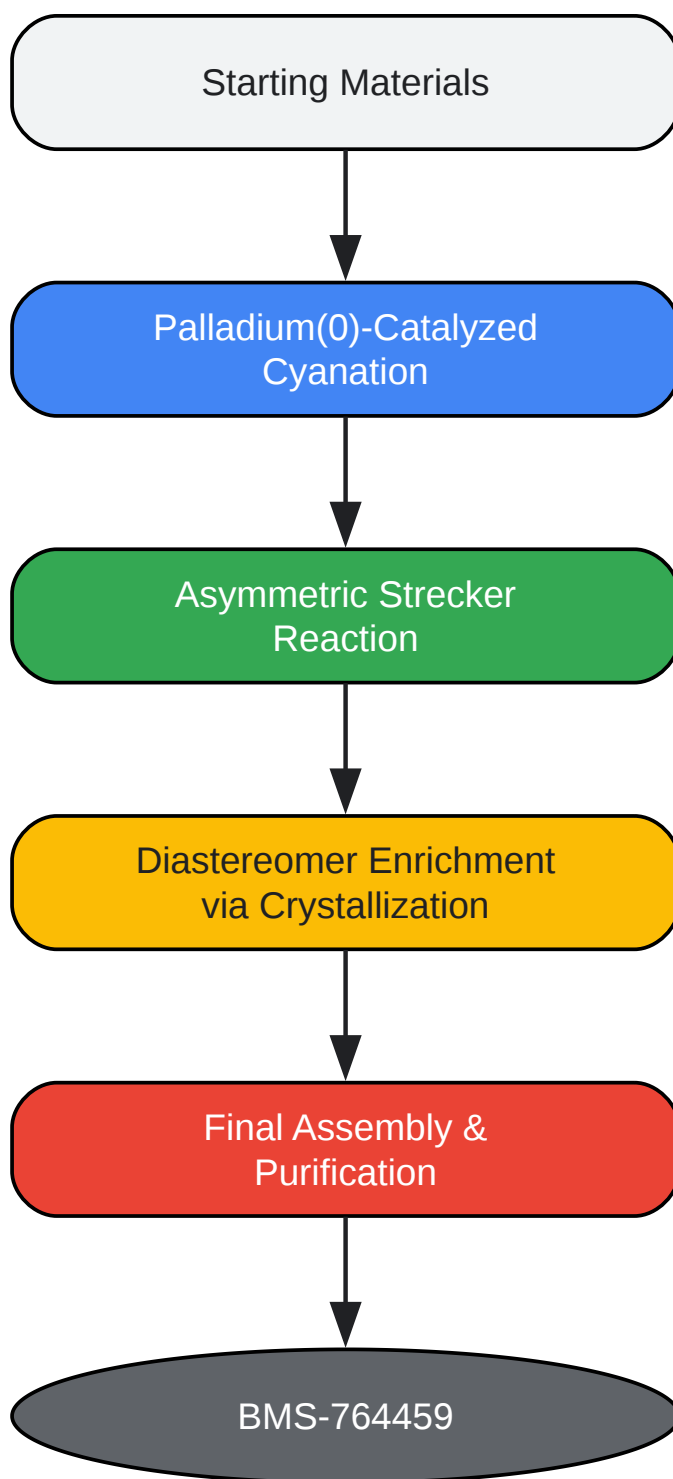 Starting Materials
Palladium(0)-Catalyzed
Cyanation
Asymmetric Strecker
Reaction
Diastereomer Enrichment
via Crystallization
Final Assembly &
Purification
BMS-764459